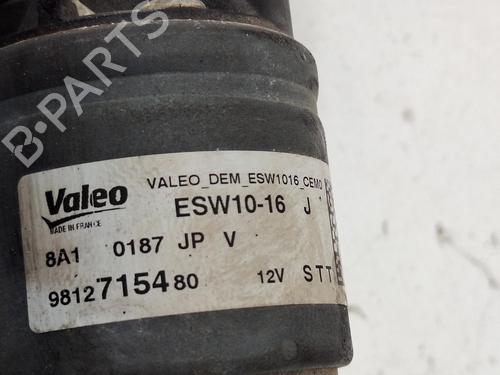 B-PARTS
Valeo
MADE IN FRANCE
VALEO_DEM_ESW1016_CEM0
ESW10-16 J
8A1 0187 JP V
9812715480 12V STT